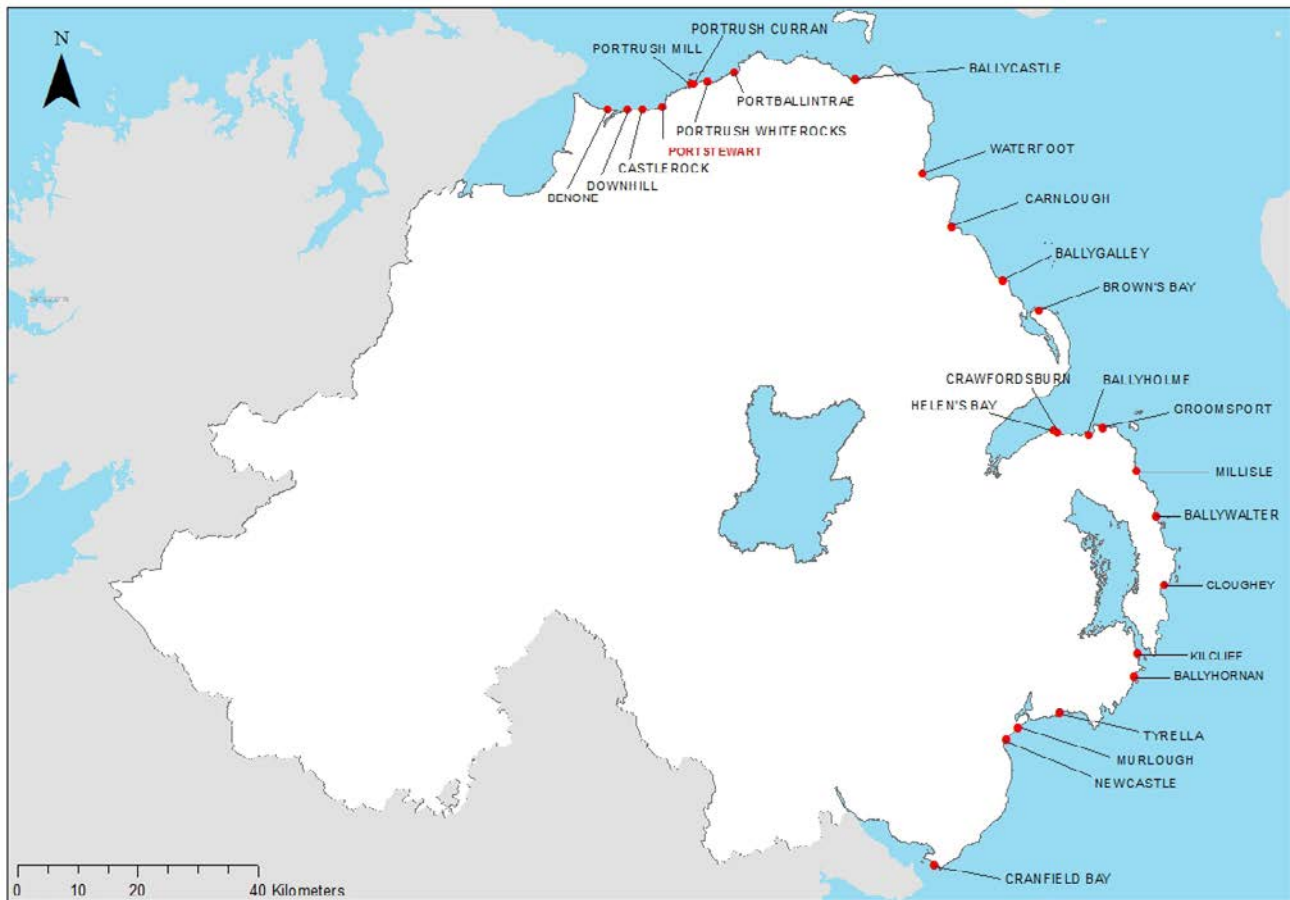 N
PORTRUSH CURRAN
PORTRUSH MILL
BALLYCASTLE
PORTBALLINTRAE
PORTRUSH WHITEROCKS
PORTSTEWART
CASTLEROCK
DOWNHILL
BENONE
WATERFOOT
CARNLOUGH
BALLYGALLEY
BROWN'S BAY
CRAWFORDSBURN
BALLYHOLME
HELEN'S BAY
GROOMSPORT
MILLISLE
BALLYWALTER
CLOUGHEY
KILCLIEF
BALLYHORNAN
TYRELLA
MURLOUGH
NEWCASTLE
CRANFIELD BAY
0 10 20 40 Kilometers